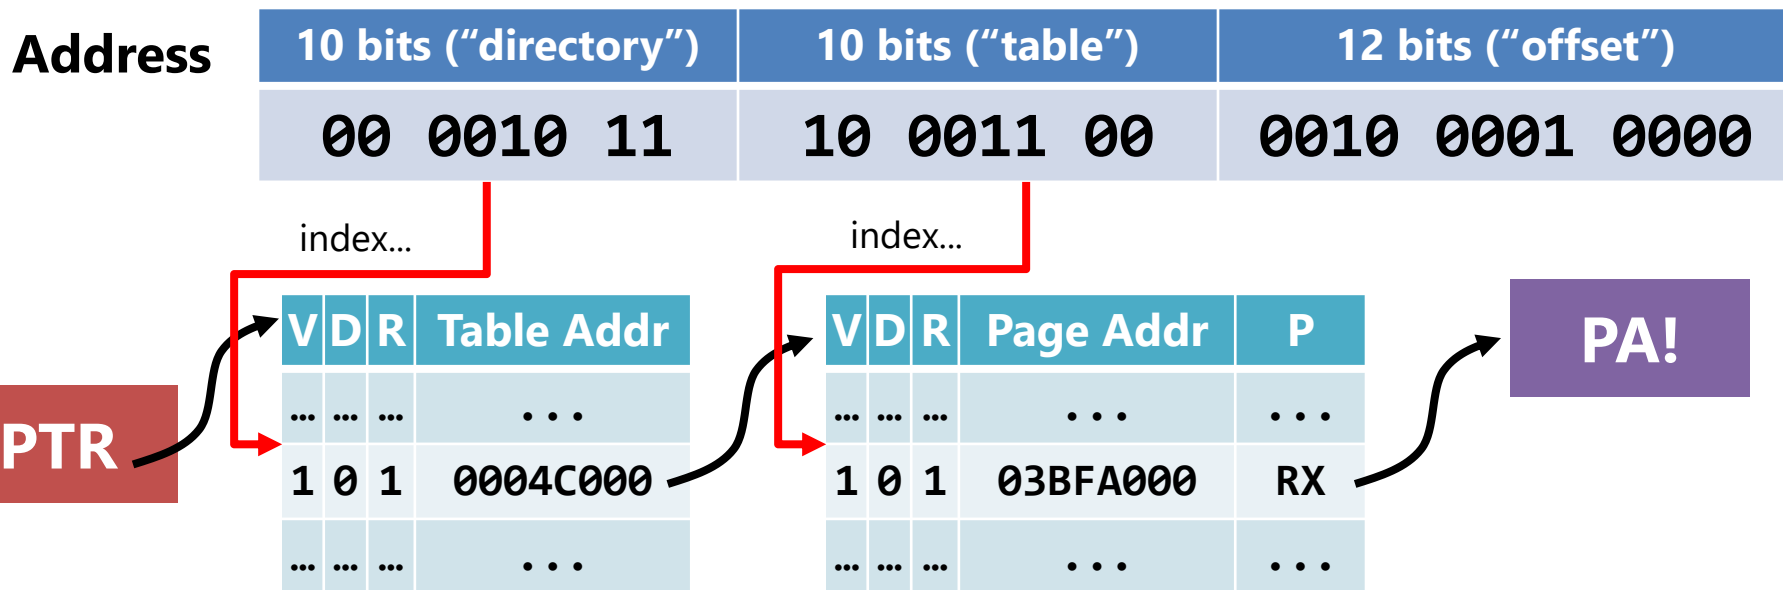 Address 10 bits (“directory”) 10 bits (“table”) 12 bits (“offset”)
00 0010 11 10 0011 00 0010 0001 0000
index... index...
V D R Table Addr V D R Page Addr P PA!
... ... ... ... ... ... ... ... ...
PTR
1 0 1 0004C000 1 0 1 03BFA000 RX
... ... ... ... ... ... ... ... ...